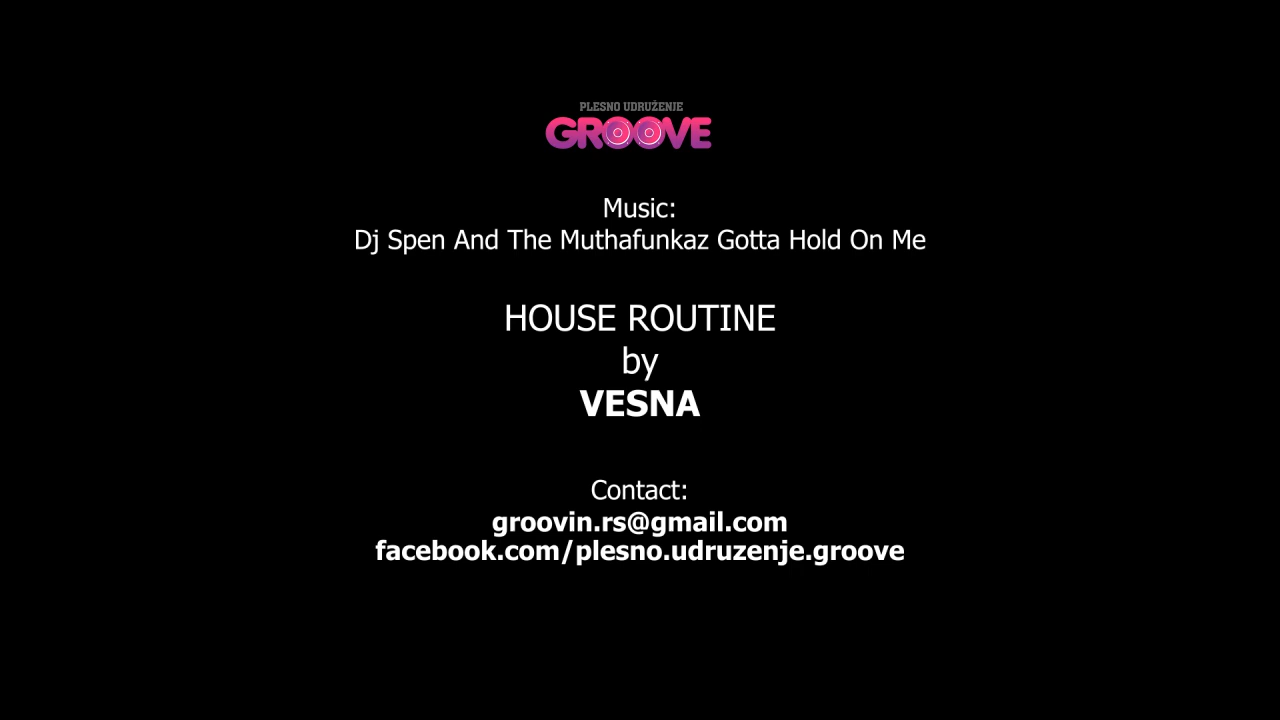 PLESNO UDRUŽENJE
GROOVE
Music:
Dj Spen And The Muthafunkaz Gotta Hold On Me
HOUSE ROUTINE
by
VESNA
Contact:
groovin.rs@gmail.com
facebook.com/plesno.udruzenje.groove